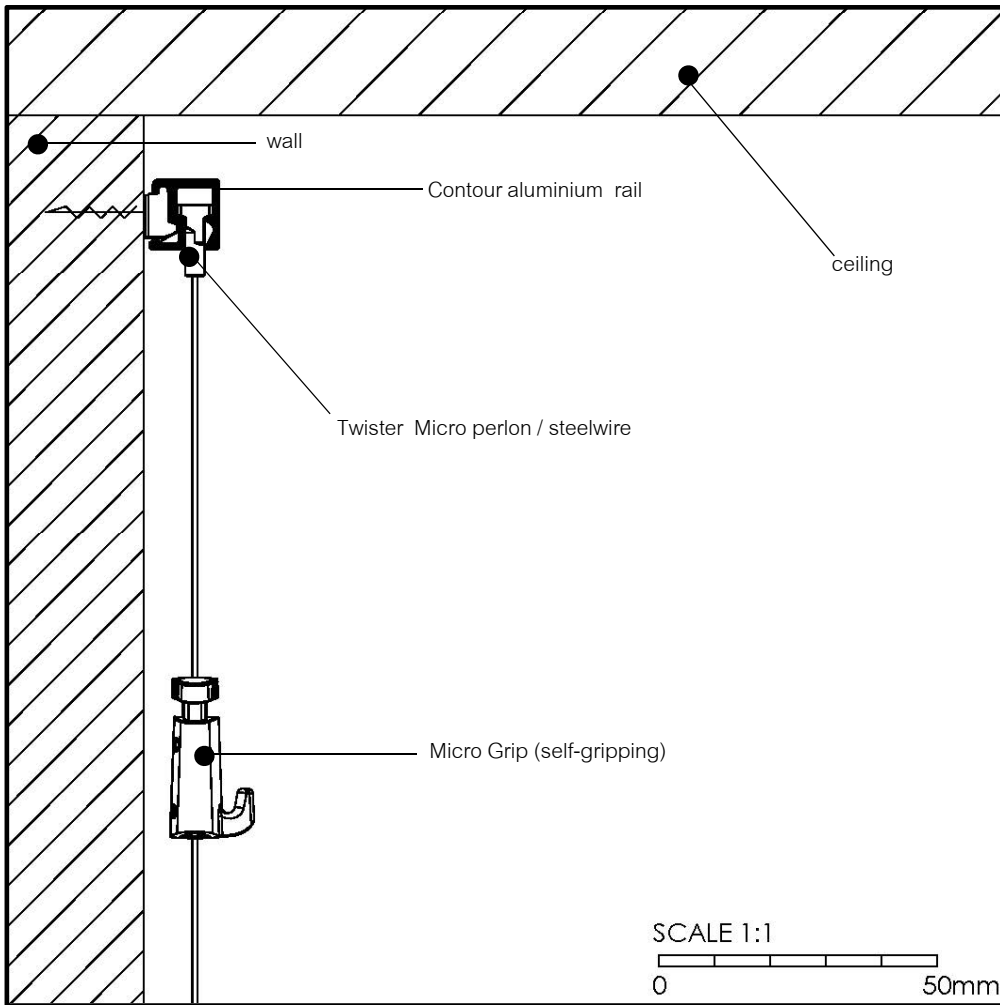 wall
Contour aluminium rail
ceiling
Twister Micro perlon / steelwire
Micro Grip (self-gripping)
SCALE 1:1
0 50mm